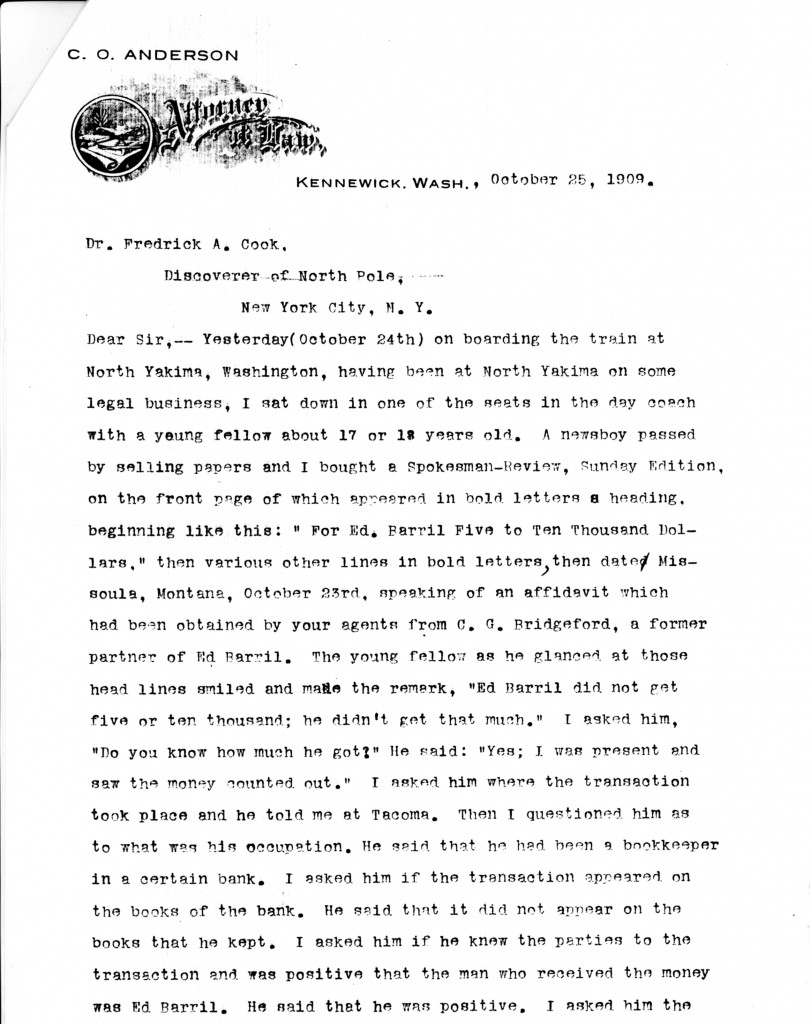 C. O. ANDERSON
Attorney
at Law,
KENNEWICK, WASH., October 25, 1909.
Dr. Fredrick A. Cook,
Discoverer of North Pole,
New York City, N. Y.
Dear Sir,-- Yesterday(October 24th) on boarding the train at
North Yakima, Washington, having been at North Yakima on some
legal business, I sat down in one of the seats in the day coach
with a young fellow about 17 or 18 years old. A newsboy passed
by selling papers and I bought a Spokesman-Review, Sunday Edition,
on the front page of which appeared in bold letters a heading,
beginning like this: " For Ed. Barril Five to Ten Thousand Dol-
lars," then various other lines in bold letters, then date, Mis-
soula, Montana, October 23rd, speaking of an affidavit which
had been obtained by your agents from C. G. Bridgeford, a former
partner of Ed Barril. The young fellow as he glanced at those
head lines smiled and made the remark, "Ed Barril did not get
five or ten thousand; he didn't get that much." I asked him,
"Do you know how much he got?" He said: "Yes; I was present and
saw the money counted out." I asked him where the transaction
took place and he told me at Tacoma. Then I questioned him as
to what was his occupation. He said that he had been a bookkeeper
in a certain bank. I asked him if the transaction appeared on
the books of the bank. He said that it did not appear on the
books that he kept. I asked him if he knew the parties to the
transaction and was positive that the man who received the money
was Ed Barril. He said that he was positive. I asked him the